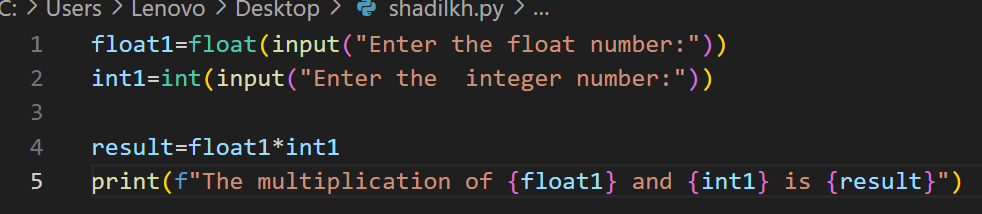 C: > Users > Lenovo > Desktop > shadilkh.py > ...
1 float1=float(input("Enter the float number:"))
2 int1=int(input("Enter the  integer number:"))
3
4 result=float1*int1
5 print(f"The multiplication of {float1} and {int1} is {result}")